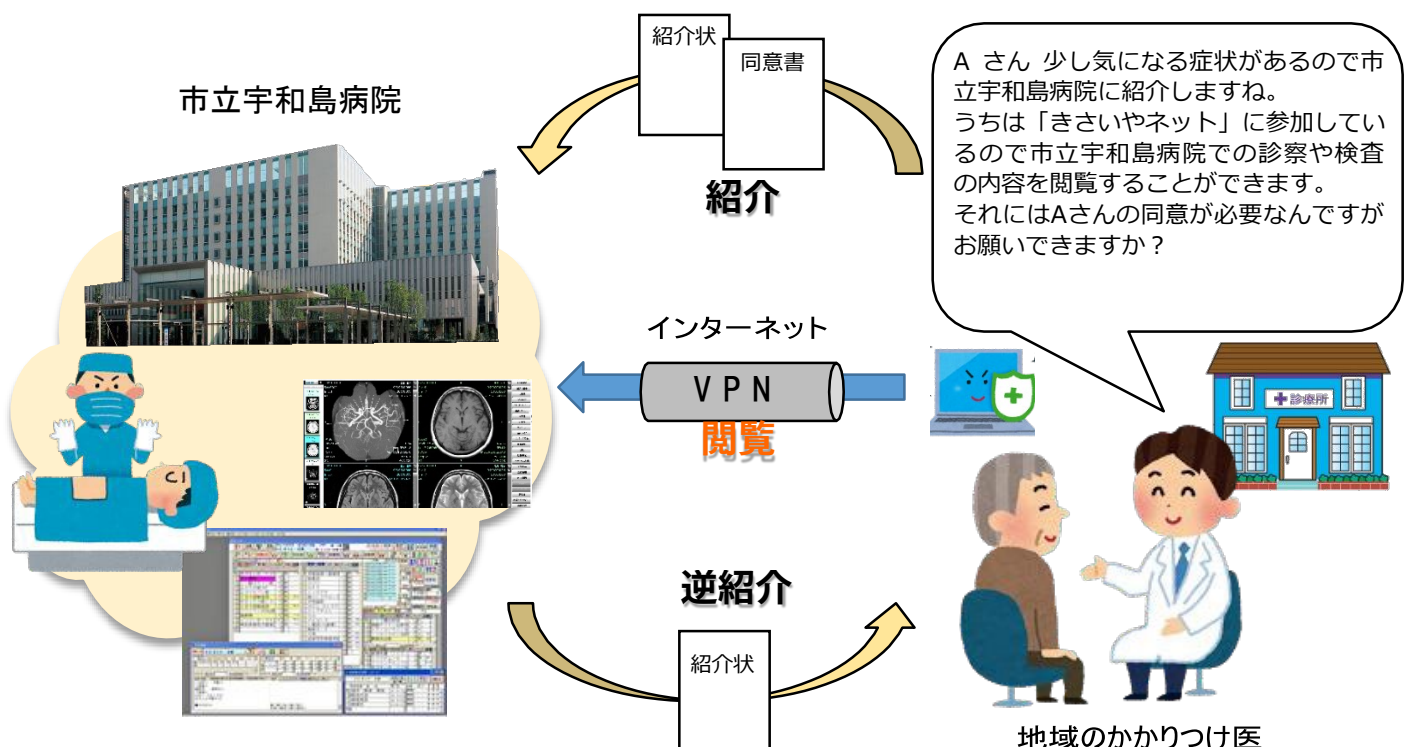 紹介状
同意書
市立宇和島病院
紹介
A さん 少し気になる症状があるので市
立宇和島病院に紹介しますね。
うちは「きさいやネット」に参加してい
るので市立宇和島病院での診察や検査
の内容を閲覧することができます。
それにはAさんの同意が必要なんですが
お願いできますか？
インターネット
ＶＰＮ
閲覧
診療所
逆紹介
紹介状
地域のかかりつけ医